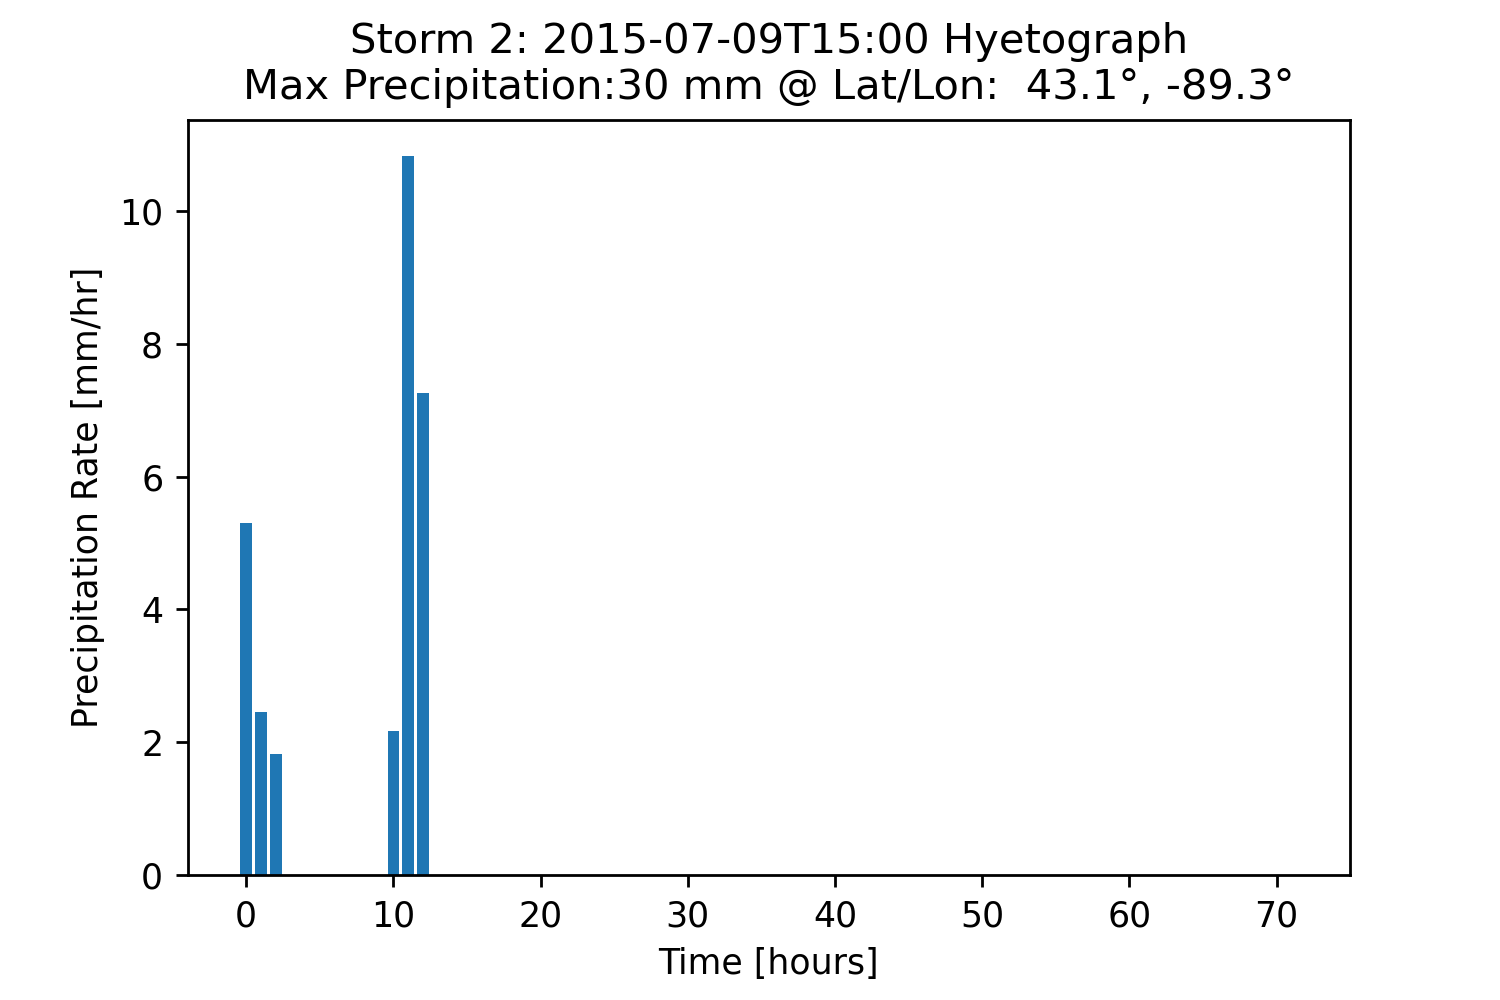 Storm 2: 2015-07-09T15:00 Hyetograph
Max Precipitation:30 mm @ Lat/Lon:  43.1°, -89.3°
10
8
6
4
2
0
Precipitation Rate [mm/hr]
0 10 20 30 40 50 60 70
Time [hours]